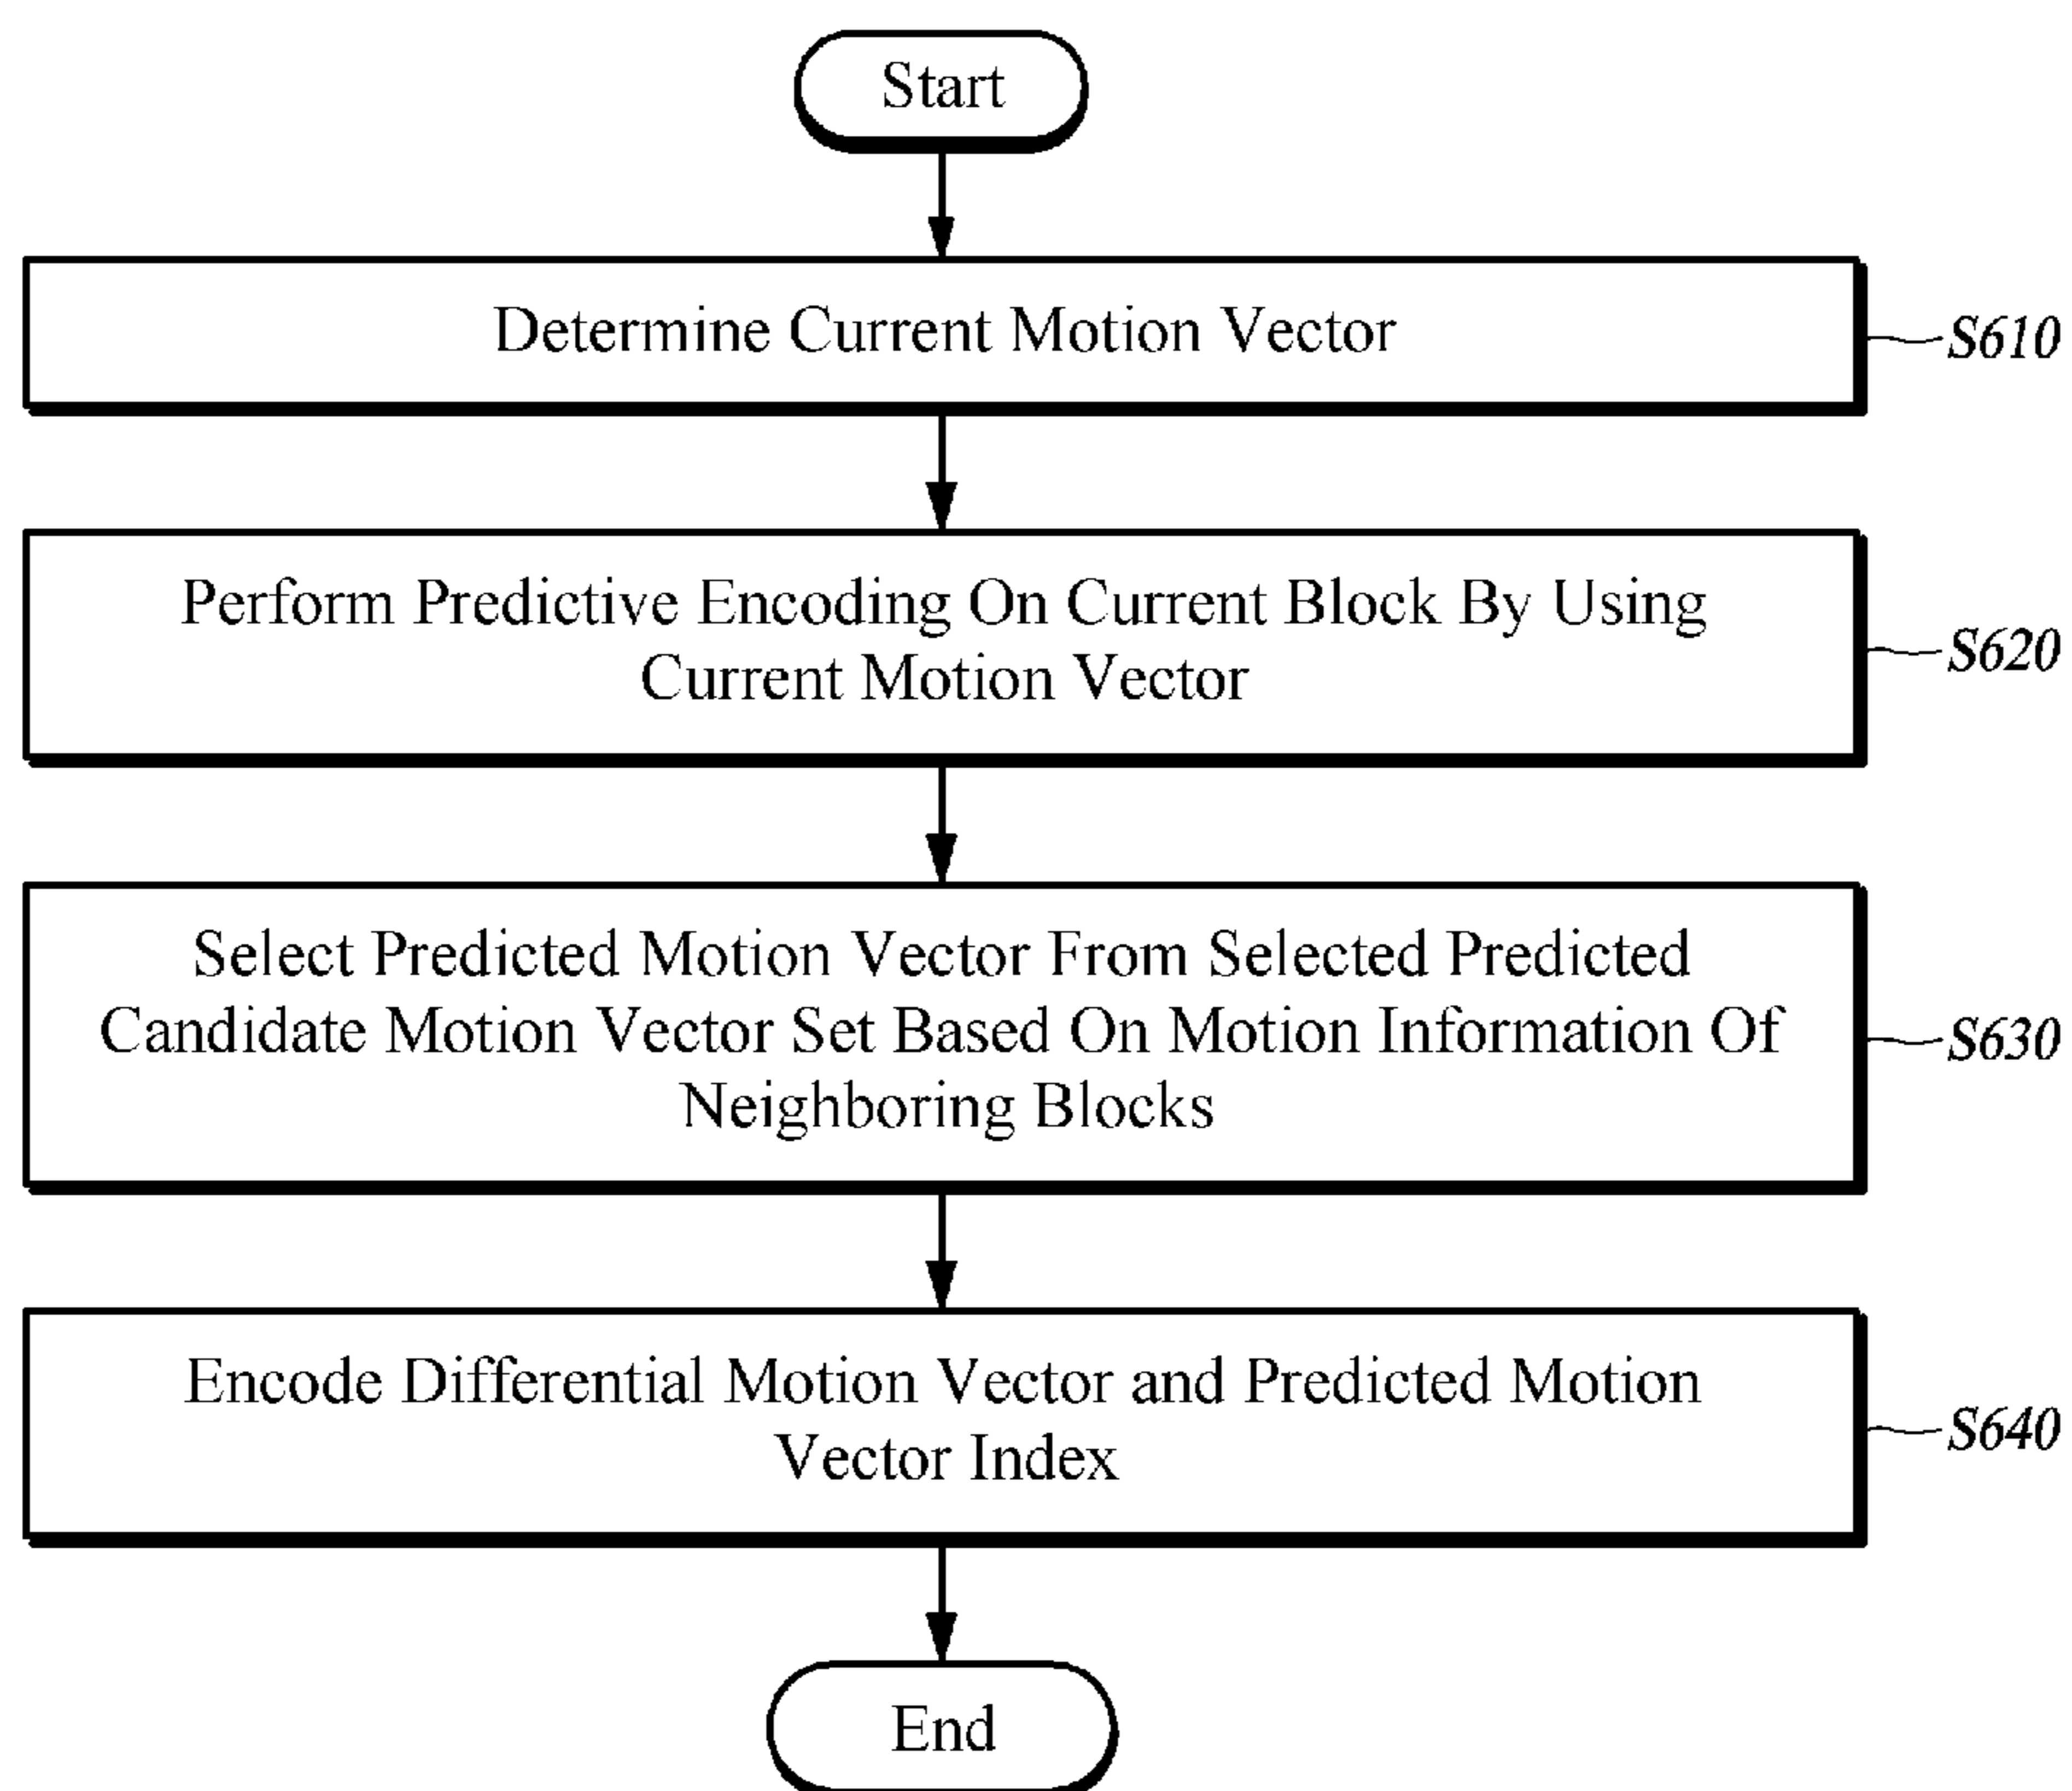 Start
Determine Current Motion Vector
S610
Perform Predictive Encoding On Current Block By Using
Current Motion Vector
S620
Select Predicted Motion Vector From Selected Predicted
Candidate Motion Vector Set Based On Motion Information Of
Neighboring Blocks
S630
Encode Differential Motion Vector and Predicted Motion
Vector Index
S640
End